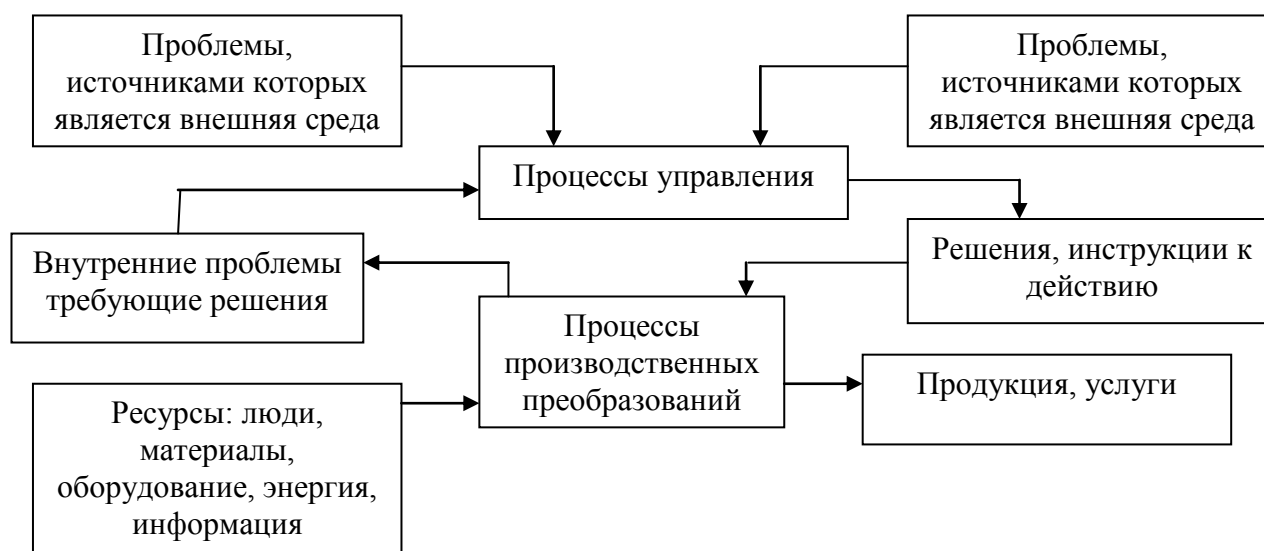 Проблемы,
источниками которых
является внешняя среда
Проблемы,
источниками которых
является внешняя среда
Процессы управления
Внутренние проблемы
требующие решения
Решения, инструкции к
действию
Процессы
производственных
преобразований
Продукция, услуги
Ресурсы: люди,
материалы,
оборудование, энергия,
информация